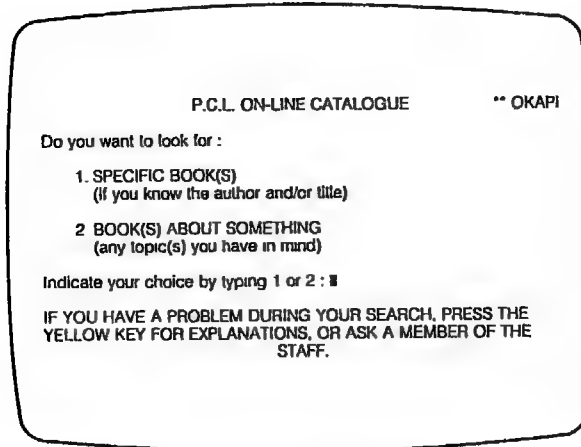 P.C.L. ON-LINE CATALOGUE ** OKAPI
Do you want to look for :
1. SPECIFIC BOOK(S)
(if you know the author and/or title)
2 BOOK(S) ABOUT SOMETHING
(any topic(s) you have in mind)
Indicate your choice by typing 1 or 2 :
IF YOU HAVE A PROBLEM DURING YOUR SEARCH, PRESS THE
YELLOW KEY FOR EXPLANATIONS, OR ASK A MEMBER OF THE
STAFF.